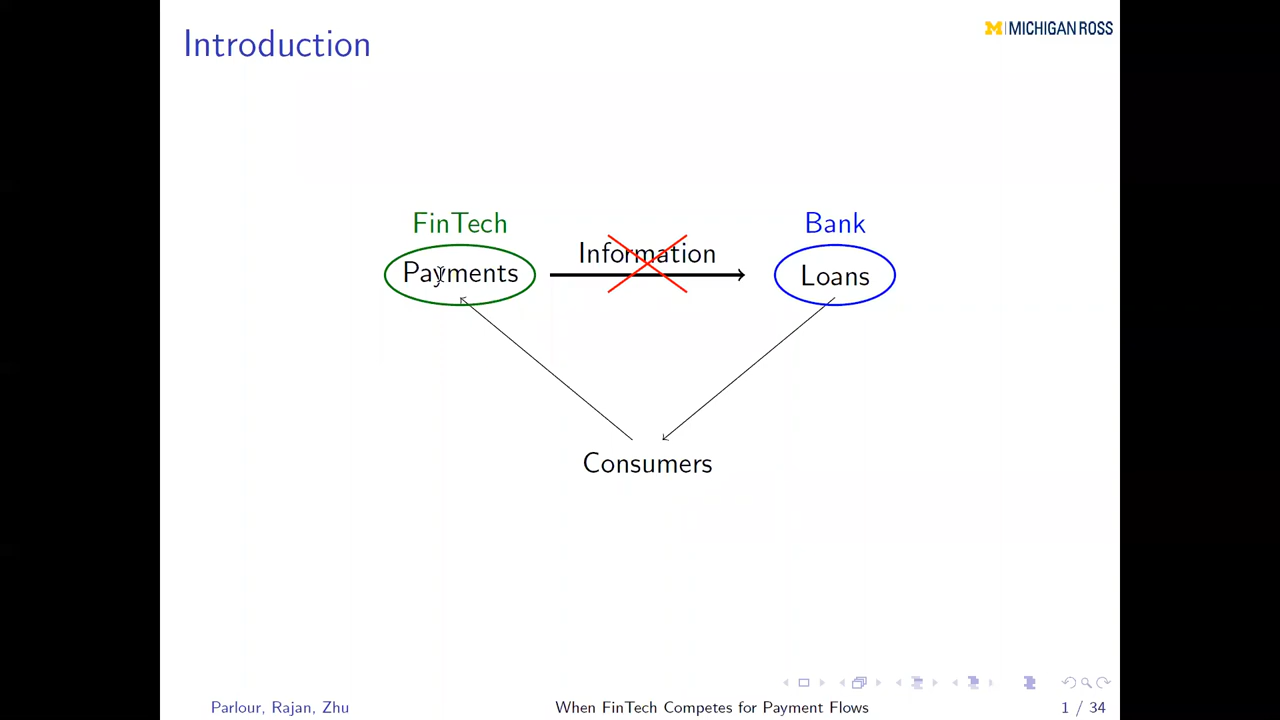 Introduction
M | MICHIGAN ROSS
FinTech
Bank
Information
Payments
Loans
Consumers
Parlour, Rajan, Zhu
When FinTech Competes for Payment Flows
1 / 34